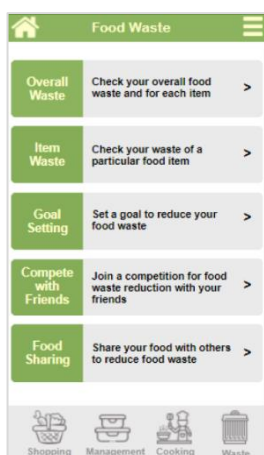 Food Waste
Overall
Waste
Check your overall food
waste and for each item
>
Item
Waste
Check your waste of a
particular food item
>
Goal
Setting
Set a goal to reduce your
food waste
>
Compete
with
Friends
Join a competition for food
waste reduction with your
friends
>
Food
Sharing
Share your food with others
to reduce food waste
>
Shopping Management Cooking Waste